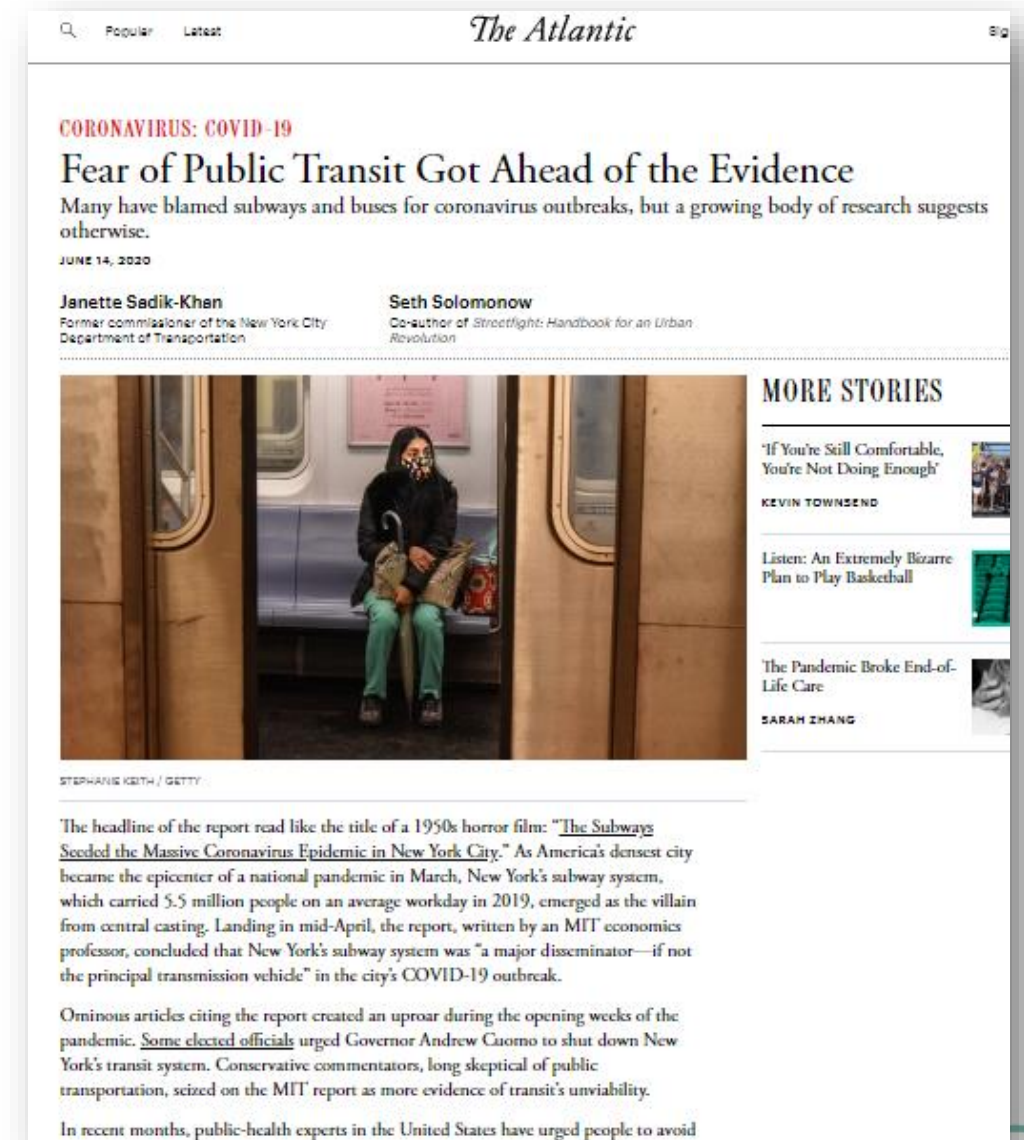 Popular Latest The Atlantic Sig
CORONAVIRUS: COVID-19
Fear of Public Transit Got Ahead of the Evidence
Many have blamed subways and buses for coronavirus outbreaks, but a growing body of research suggests
otherwise.
JUNE 14, 2020
Janette Sadik-Khan
Former commissioner of the New York City
Department of Transportation
Seth Solomonow
Co-author of Streetfight: Handbook for an Urban
Revolution
MORE STORIES
'If You're Still Comfortable,
You're Not Doing Enough'
KEVIN TOWNSEND
Listen: An Extremely Bizarre
Plan to Play Basketball
The Pandemic Broke End-of-
Life Care
SARAH ZHANG
STEPHANIE KEITH / GETTY
The headline of the report read like the title of a 1950s horror film: “The Subways
Seeded the Massive Coronavirus Epidemic in New York City.” As America's densest city
became the epicenter of a national pandemic in March, New York's subway system,
which carried 5.5 million people on an average workday in 2019, emerged as the villain
from central casting. Landing in mid-April, the report, written by an MIT economics
professor, concluded that New York's subway system was “a major disseminator—if not
the principal transmission vehicle” in the city's COVID-19 outbreak.
Ominous articles citing the report created an uproar during the opening weeks of the
pandemic. Some elected officials urged Governor Andrew Cuomo to shut down New
York's transit system. Conservative commentators, long skeptical of public
transportation, seized on the MIT report as more evidence of transit's unviability.
In recent months, public-health experts in the United States have urged people to avoid